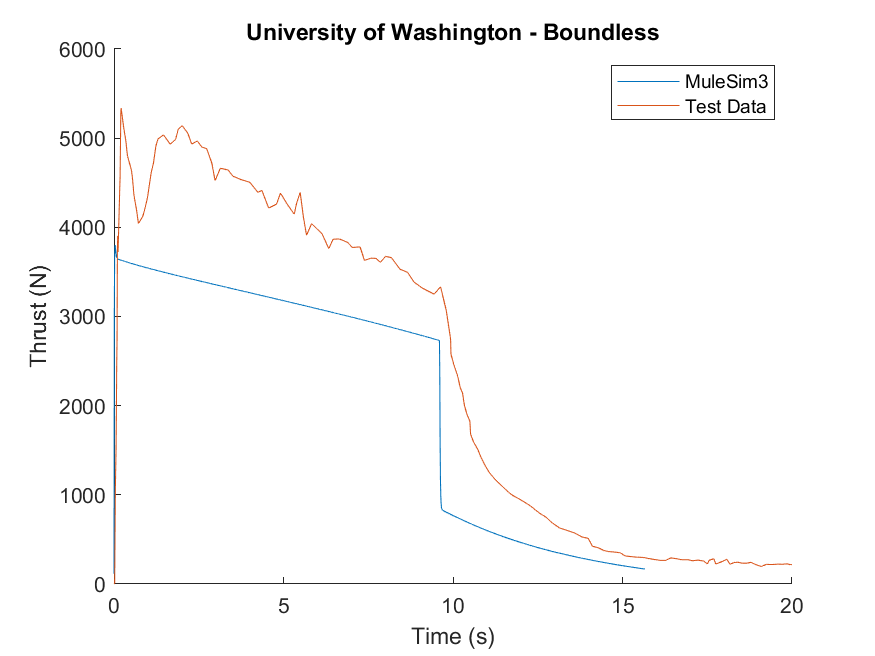 University of Washington - Boundless
MuleSim3
Test Data
6000
5000
4000
3000
2000
1000
0
Thrust (N)
0 5 10 15 20
Time (s)